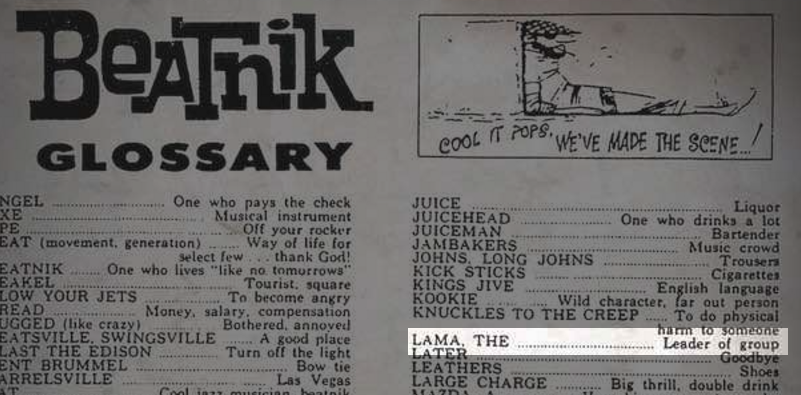 BEATNIK
GLOSSARY
NGEL ........ One who pays the check
XE ........ Musical instrument
PE ........ Off your rocker
EAT (movement, generation) ...... Way of life for
select few . . . thank God!
EATNIK ...... One who lives "like no tomorrows"
EAKEL ........ Tourist, square
LOW YOUR JETS ........ To become angry
READ ........ Money, salary, compensation
UGGED (like crazy) ........ Bothered, annoyed
EATSVILLE, SWINGSVILLE ...... A good place
LAST THE EDISON ........ Turn off the light
ENT BRUMMEL ........ Bow tie
ARRELSVILLE ........ Las Vegas
AT ........ Cool jazz musician, beatnik
COOL IT POPS, WE'VE MADE THE SCENE...!
JUICE ........ Liquor
JUICEHEAD ........ One who drinks a lot
JUICEMAN ........ Bartender
JAMBAKERS ........ Music crowd
JOHNS, LONG JOHNS ........ Trousers
KICK STICKS ........ Cigarettes
KINGS JIVE ........ English language
KOOKIE ........ Wild character, far out person
KNUCKLES TO THE CREEP ..... To do physical
harm to someone
LAMA, THE ........ Leader of group
LATER ........ Goodbye
LEATHERS ........ Shoes
LARGE CHARGE ........ Big thrill, double drink